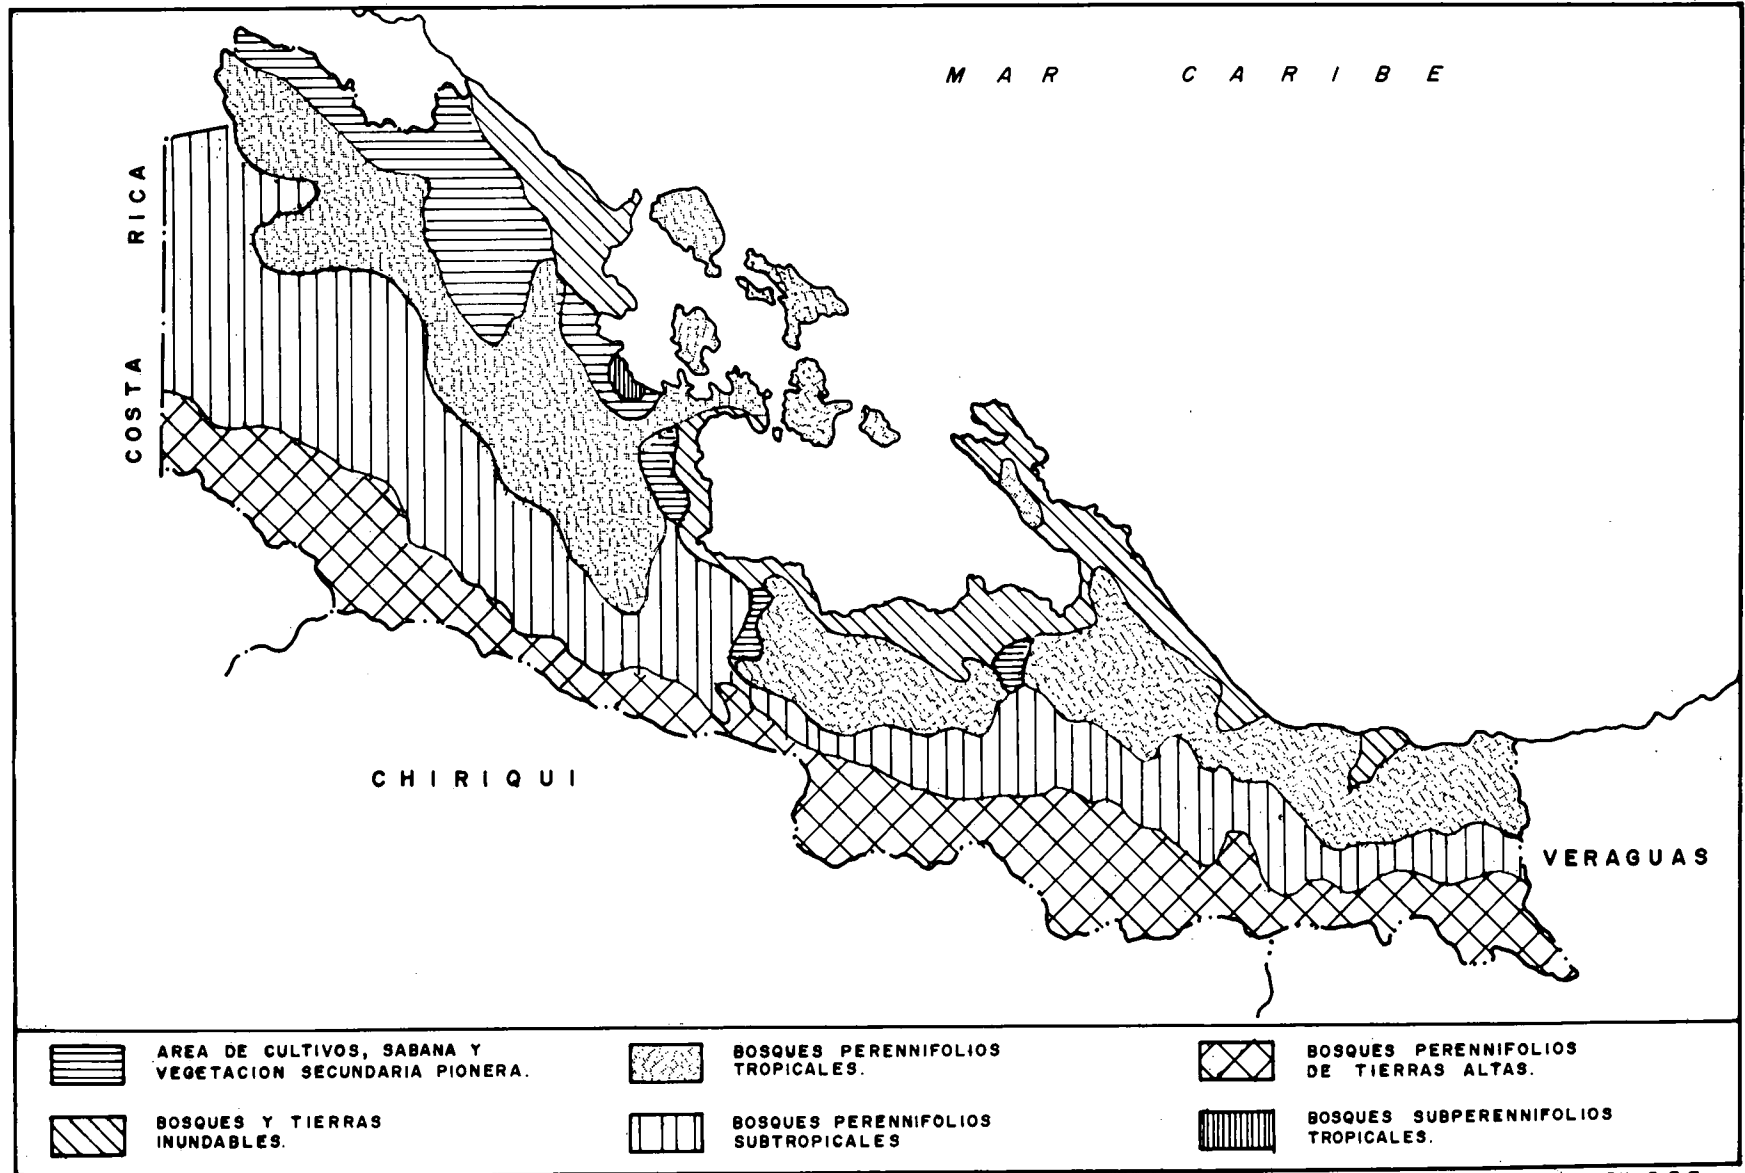 MAR CARIBE
COSTA RICA
CHIRIQUI
VERAGUAS
AREA DE CULTIVOS, SABANA Y
VEGETACION SECUNDARIA PIONERA.
BOSQUES Y TIERRAS
INUNDABLES.
BOSQUES PERENNIFOLIOS
TROPICALES.
BOSQUES PERENNIFOLIOS
SUBTROPICALES
BOSQUES PERENNIFOLIOS
DE TIERRAS ALTAS.
BOSQUES SUBPERENNIFOLIOS
TROPICALES.